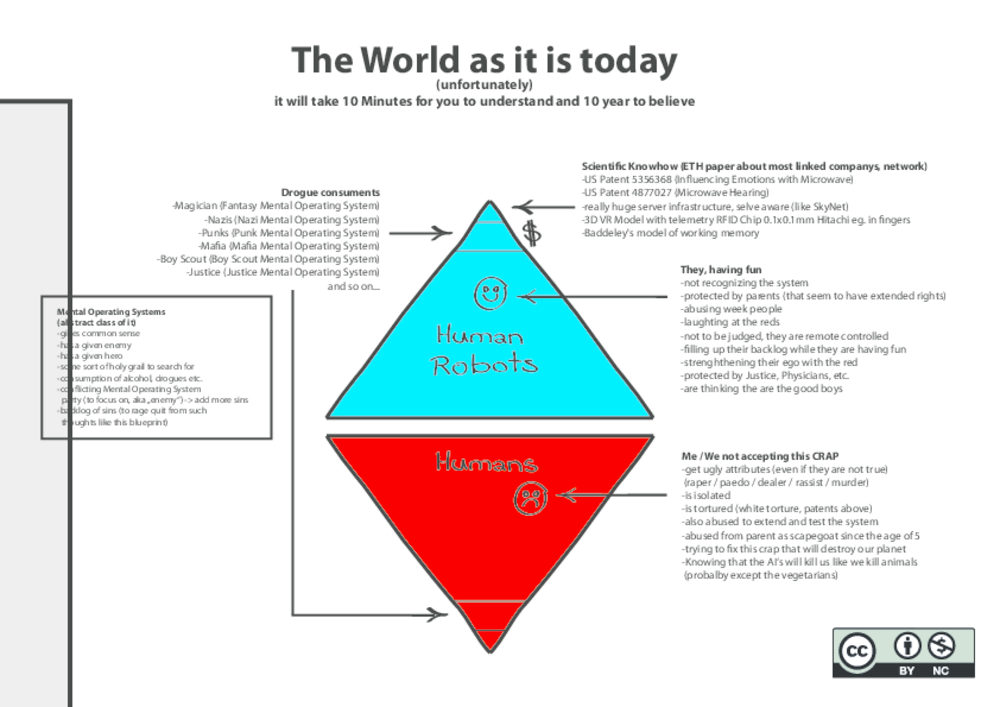 The World as it is today
(unfortunately)
it will take 10 Minutes for you to understand and 10 year to believe
Scientific Knowhow (ETH paper about most linked companys, network)
-US Patent 5356368 (Influencing Emotions with Microwave)
-US Patent 4877027 (Microwave Hearing)
-really huge server infrastructure, selve aware (like SkyNet)
-3D VR Model with telemetry RFID Chip 0.1x0.1mm Hitachi eg. in fingers
-Baddeley's model of working memory
Drogue consuments
-Magician (Fantasy Mental Operating System)
-Nazis (Nazi Mental Operating System)
-Punks (Punk Mental Operating System)
-Mafia (Mafia Mental Operating System)
-Boy Scout (Boy Scout Mental Operating System)
-Justice (Justice Mental Operating System)
and so on...
$
They, having fun
-not recognizing the system
-protected by parents (that seem to have extended rights)
-abusing week people
-laughting at the reds
-not to be judged, they are remote controlled
-filling up their backlog while they are having fun
-strenghthening their ego with the red
-protected by Justice, Physicians, etc.
-are thinking the are the good boys
Mental Operating Systems
(abstract class of it)
-gives common sense
-has a given enemy
-has a given hero
-some sort of holy grail to search for
-consumption of alcohol, drogues etc.
-conflicting Mental Operating System
party (to focus on, aka „enemy“) -> add more sins
-backlog of sins (to rage quit from such
thoughts like this blueprint)
Human
Robots
Humans
Me / We not accepting this CRAP
-get ugly attributes (even if they are not true)
(raper / paedo / dealer / rassist / murder)
-is isolated
-is tortured (white torture, patents above)
-also abused to extend and test the system
-abused from parent as scapegoat since the age of 5
-trying to fix this crap that will destroy our planet
-Knowing that the AI's will kill us like we kill animals
(probalby except the vegetarians)
cc
BY NC